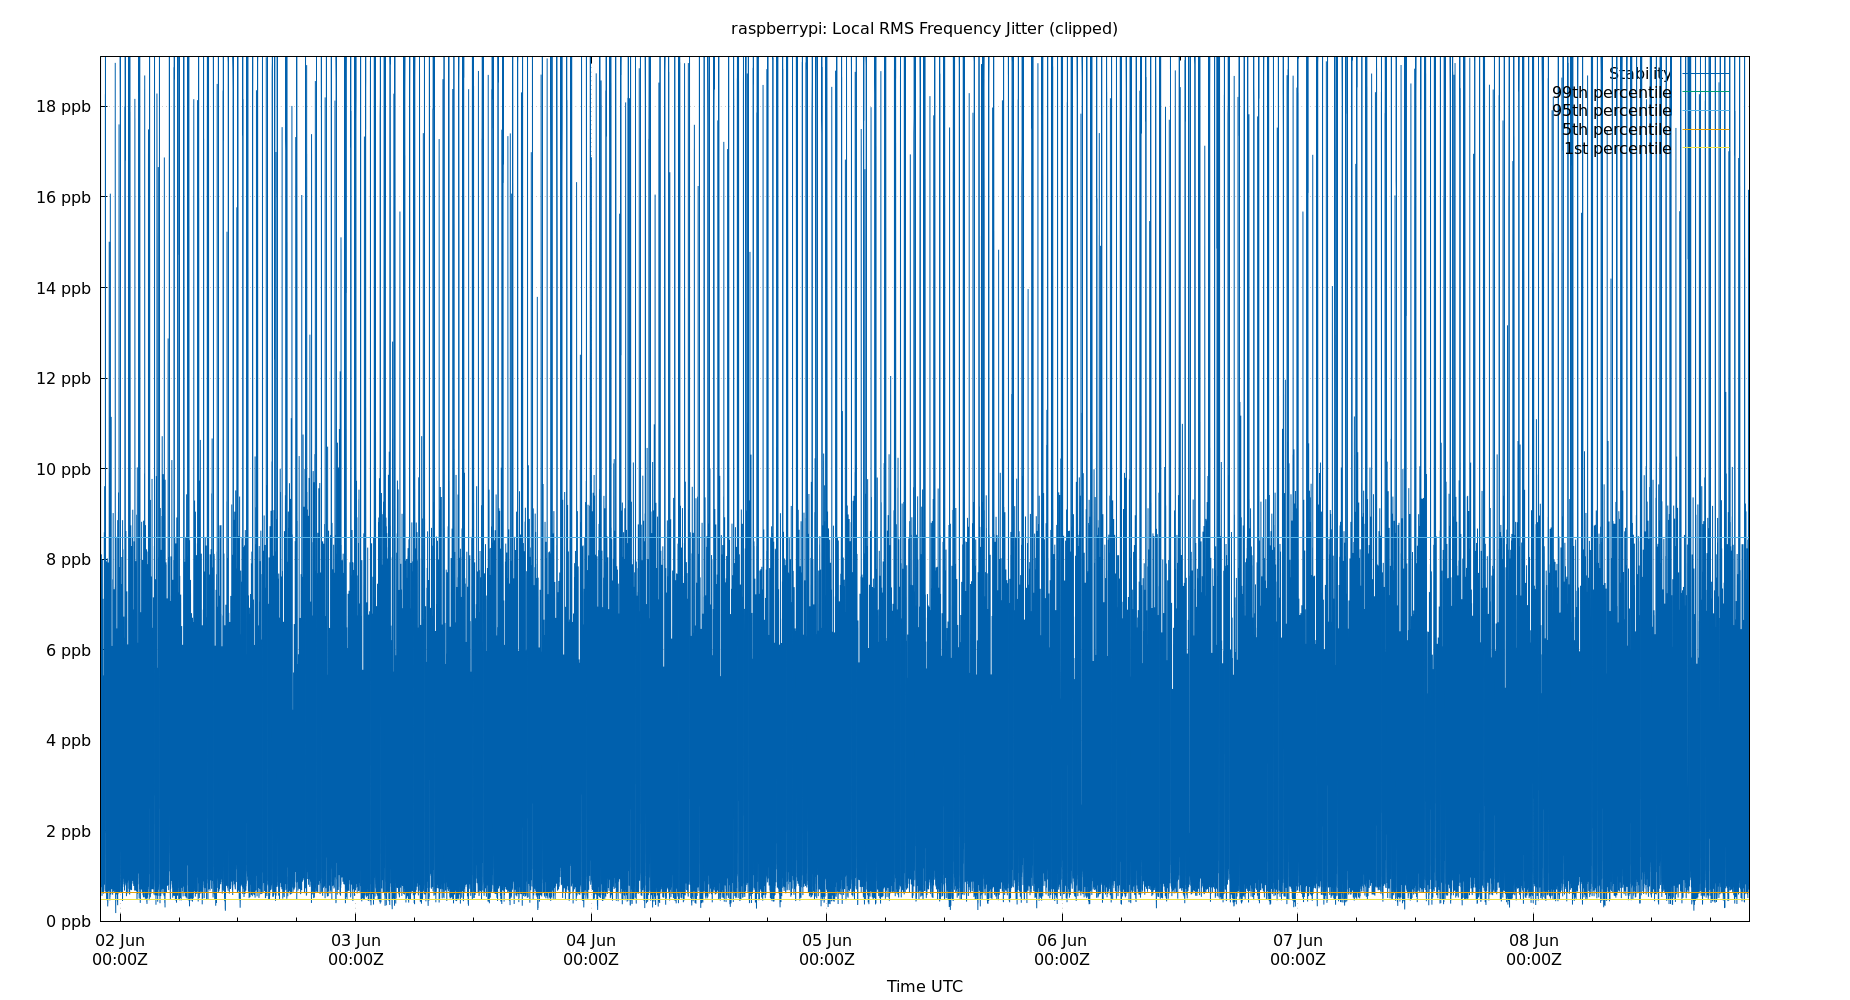 raspberrypi: Local RMS Frequency Jitter (clipped)
Stability
99th percentile
95th percentile
5th percentile
1st percentile
18 ppb
16 ppb
14 ppb
12 ppb
10 ppb
8 ppb
6 ppb
4 ppb
2 ppb
0 ppb
02 Jun 03 Jun 04 Jun 05 Jun 06 Jun 07 Jun 08 Jun
00:00Z 00:00Z 00:00Z 00:00Z 00:00Z 00:00Z 00:00Z
Time UTC